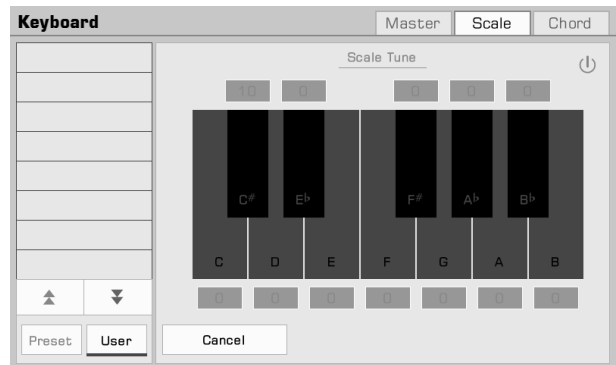 Keyboard Master Scale Chord
Scale Tune
10 0 0 0 0
C# E♭ F# A♭ B♭
C D E F G A B
0 0 0 0 0 0 0
Preset User Cancel